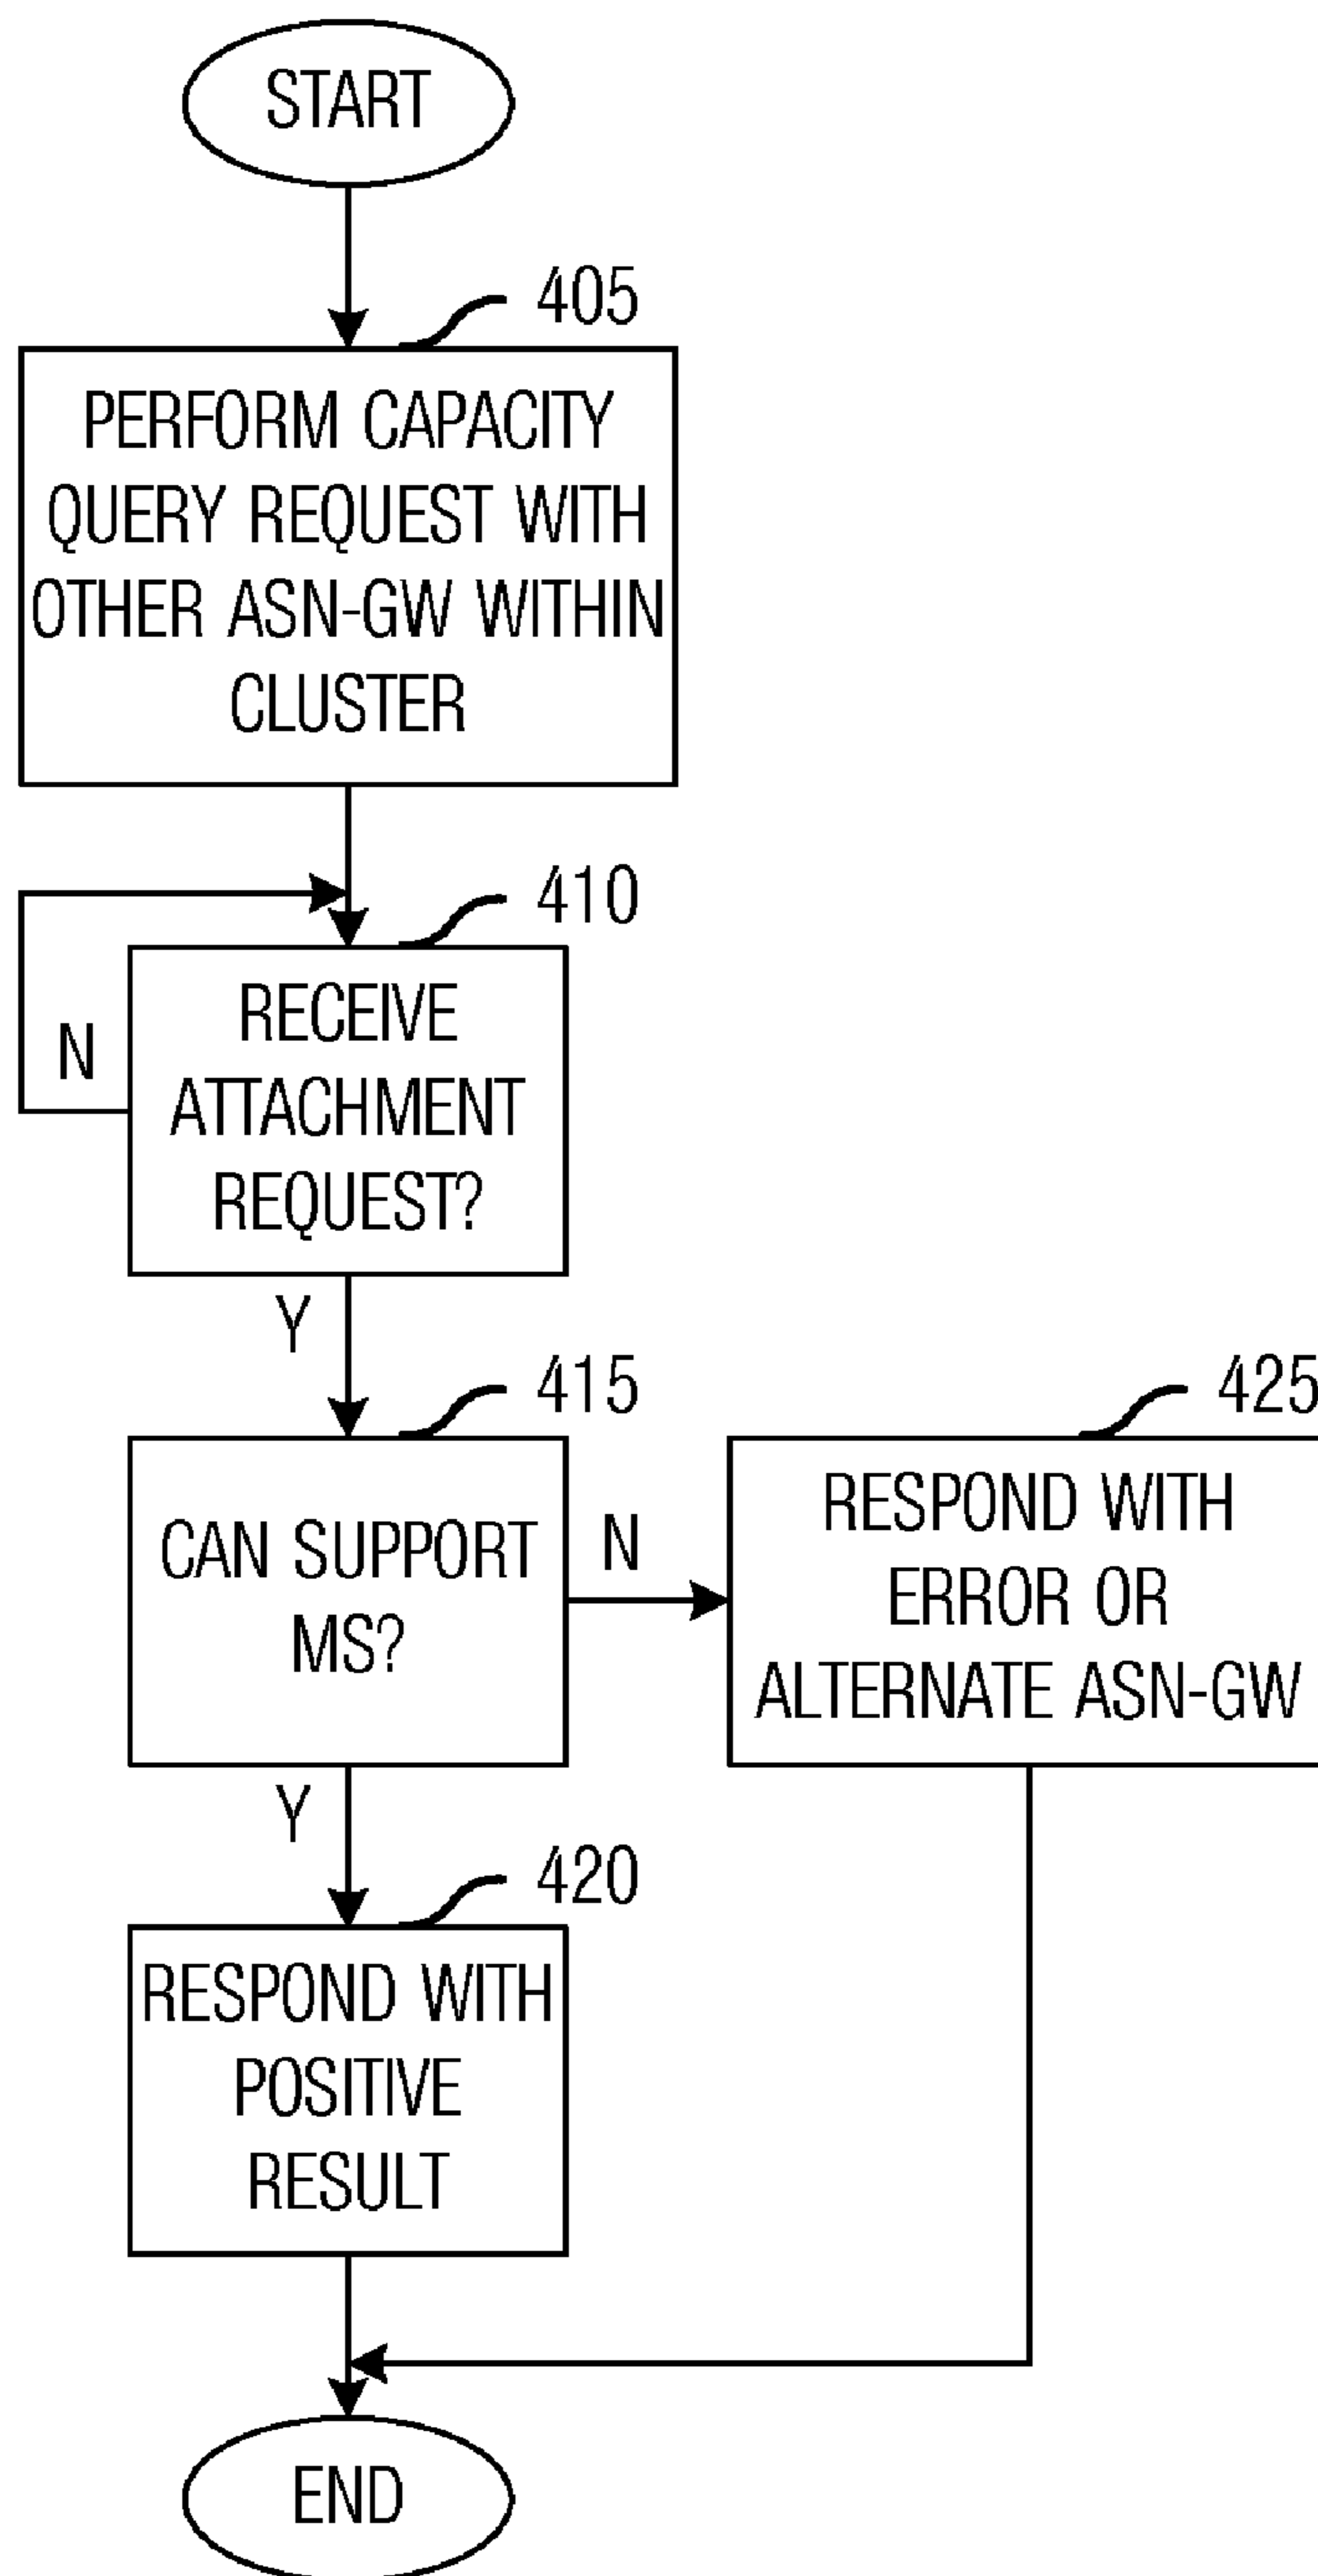 START
405
PERFORM CAPACITY
QUERY REQUEST WITH
OTHER ASN-GW WITHIN
CLUSTER
410
RECEIVE
ATTACHMENT
REQUEST?
N
Y
415
CAN SUPPORT
MS?
N
425
RESPOND WITH
ERROR OR
ALTERNATE ASN-GW
Y
420
RESPOND WITH
POSITIVE
RESULT
END